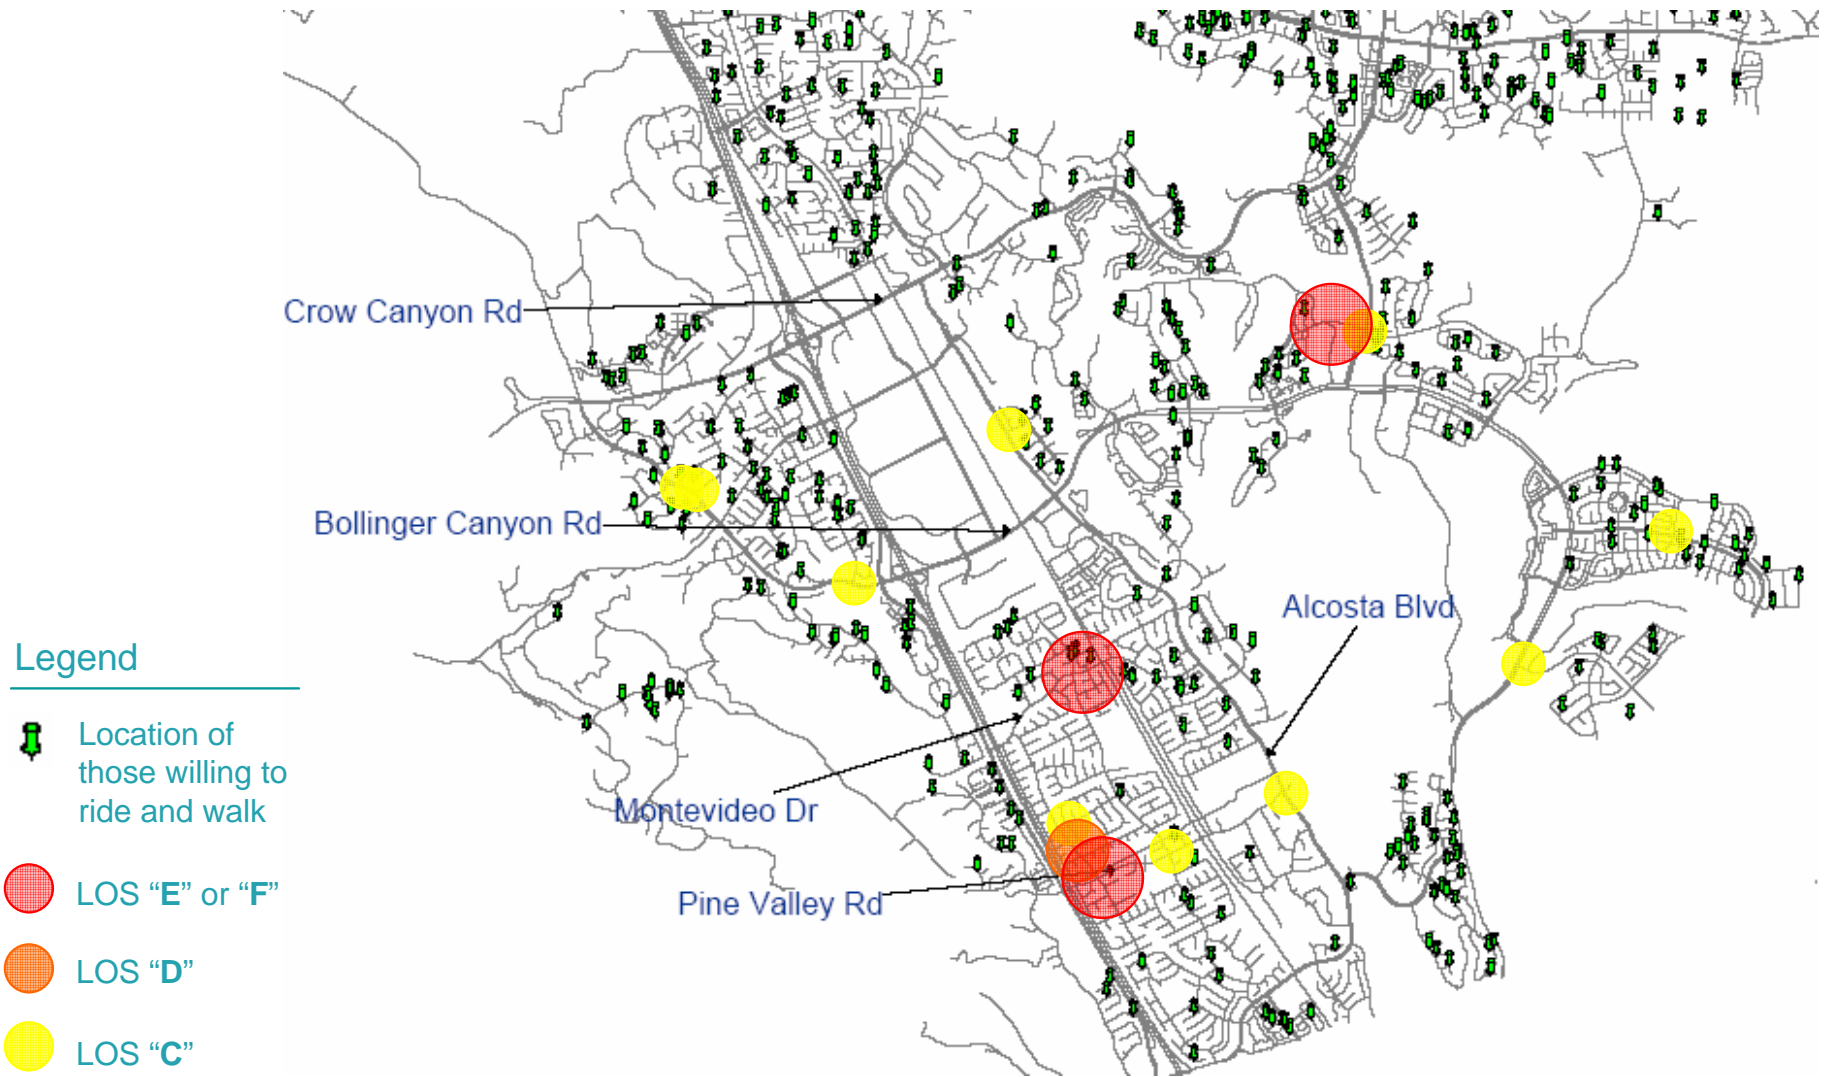 Crow Canyon Rd
Bollinger Canyon Rd
Alcosta Blvd
Montevideo Dr
Pine Valley Rd
Legend
Location of
those willing to
ride and walk
LOS “E” or “F”
LOS “D”
LOS “C”